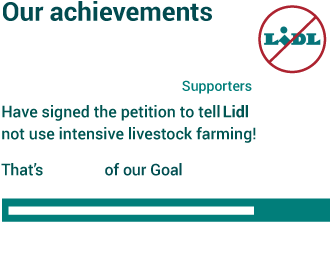 Our achievements
LiDL
Supporters
Have signed the petition to tell Lidl
not use intensive livestock farming!
That's of our Goal